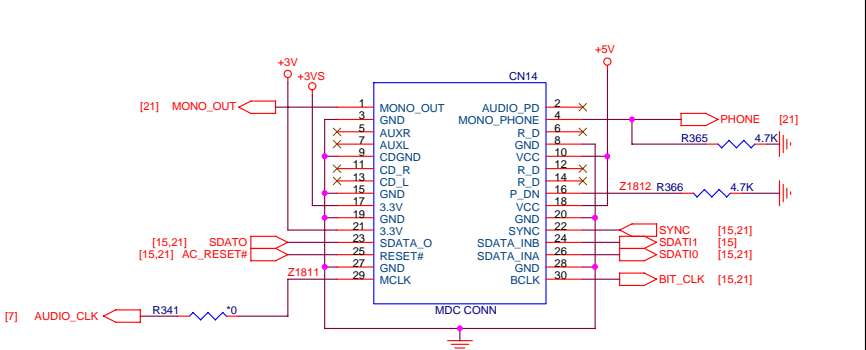 +5V
+3V
+3VS
CN14
[21] MONO_OUT 1 MONO_OUT AUDIO_PD 2
3 GND MONO_PHONE 4 PHONE [21]
5 AUXR R_D 6
7 AUXL GND 8 R365 4.7K
9 CDGND VCC 10
11 CD_R R_D 12
13 CD_L R_D 14
15 GND P_DN 16 Z1812 R366 4.7K
17 3.3V VCC 18
19 GND GND 20
21 3.3V SYNC 22 SYNC [15,21]
[15,21] SDATO 23 SDATA_O SDATA_INB 24 SDATI1 [15]
[15,21] AC_RESET# 25 RESET# SDATA_INA 26 SDATI0 [15,21]
27 GND GND 28
Z1811 29 MCLK BCLK 30 BIT_CLK [15,21]
MDC CONN
[7] AUDIO_CLK R341 *0